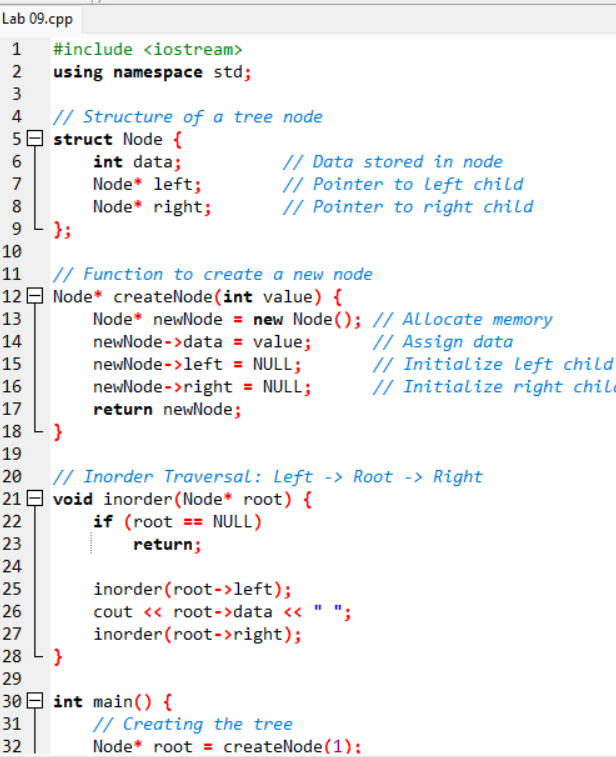 Lab 09.cpp
1 #include <iostream>
2 using namespace std;
3
4 // Structure of a tree node
5 struct Node {
6 int data; // Data stored in node
7 Node* left; // Pointer to left child
8 Node* right; // Pointer to right child
9 };
10
11 // Function to create a new node
12 Node* createNode(int value) {
13 Node* newNode = new Node(); // Allocate memory
14 newNode->data = value; // Assign data
15 newNode->left = NULL; // Initialize left child
16 newNode->right = NULL; // Initialize right chil
17 return newNode;
18 }
19
20 // Inorder Traversal: Left -> Root -> Right
21 void inorder(Node* root) {
22 if (root == NULL)
23 return;
24
25 inorder(root->left);
26 cout << root->data << " ";
27 inorder(root->right);
28 }
29
30 int main() {
31 // Creating the tree
32 Node* root = createNode(1);